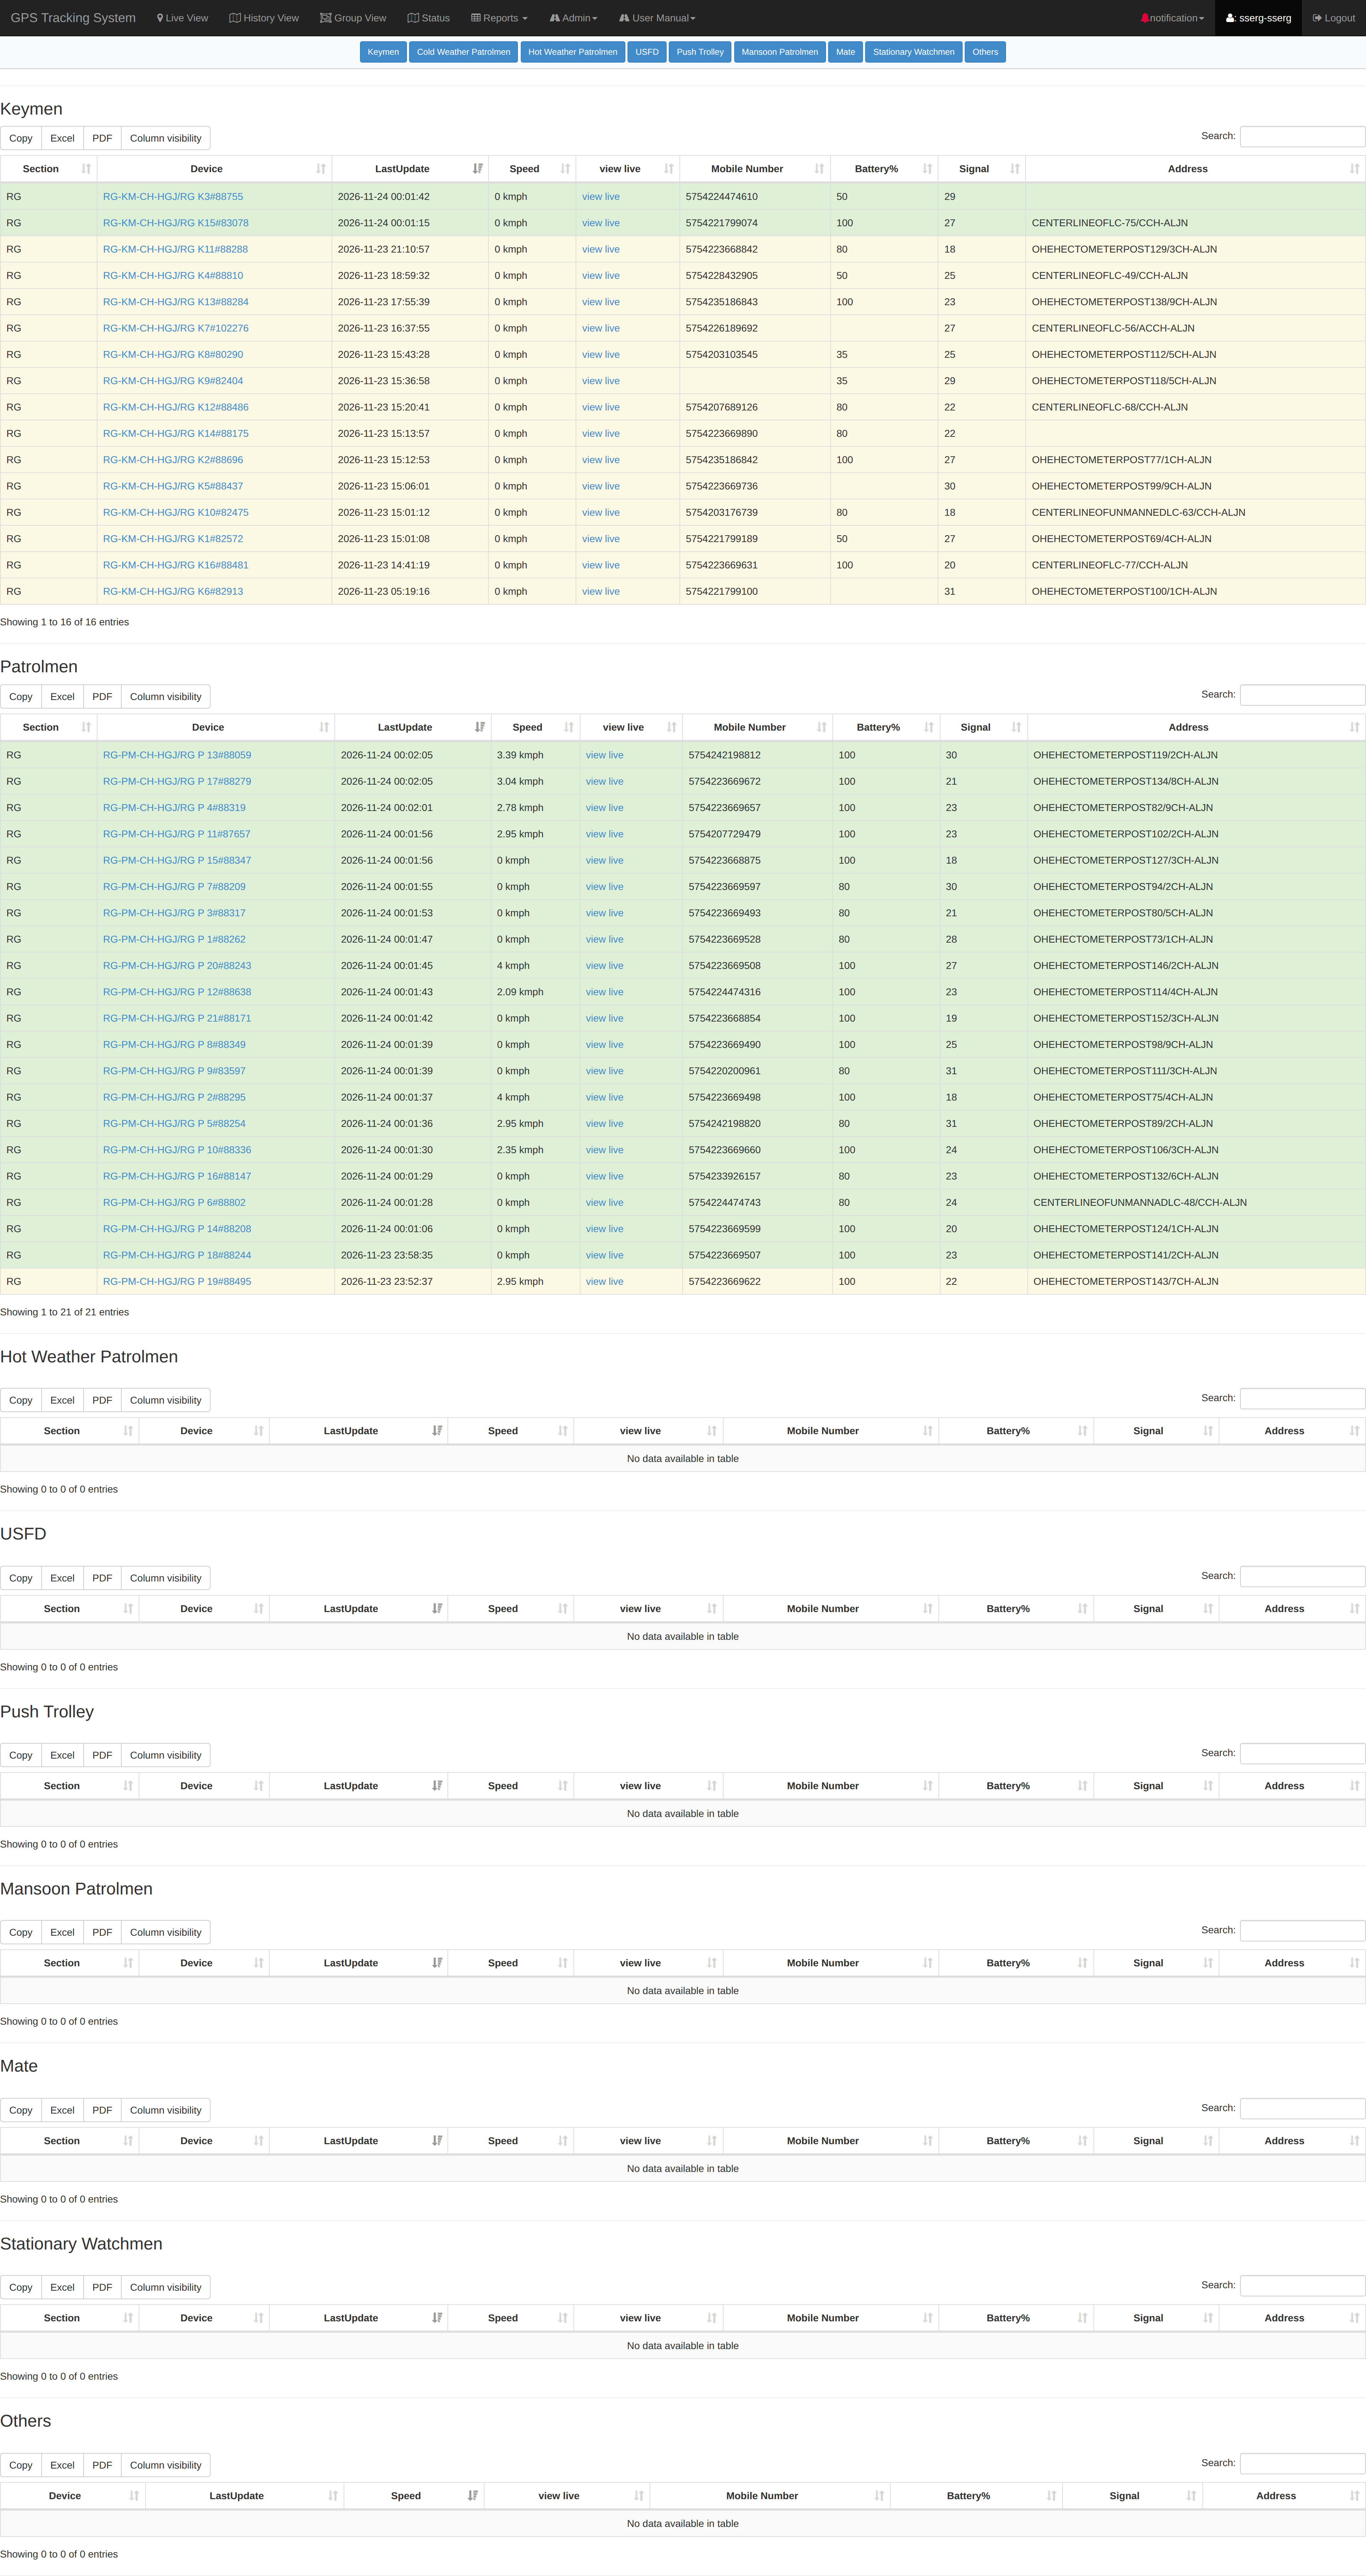 GPS Tracking System Live View History View Group View Status Reports Admin User Manual notification : sserg-sserg Logout
Keymen Cold Weather Patrolmen Hot Weather Patrolmen USFD Push Trolley Mansoon Patrolmen Mate Stationary Watchmen Others
Keymen
Copy Excel PDF Column visibility Search:
Section Device LastUpdate Speed view live Mobile Number Battery% Signal Address
RG RG-KM-CH-HGJ/RG K3#88755 2026-11-24 00:01:42 0 kmph view live 5754224474610 50 29
RG RG-KM-CH-HGJ/RG K15#83078 2026-11-24 00:01:15 0 kmph view live 5754221799074 100 27 CENTERLINEOFLC-75/CCH-ALJN
RG RG-KM-CH-HGJ/RG K11#88288 2026-11-23 21:10:57 0 kmph view live 5754223668842 80 18 OHEHECTOMETERPOST129/3CH-ALJN
RG RG-KM-CH-HGJ/RG K4#88810 2026-11-23 18:59:32 0 kmph view live 5754228432905 50 25 CENTERLINEOFLC-49/CCH-ALJN
RG RG-KM-CH-HGJ/RG K13#88284 2026-11-23 17:55:39 0 kmph view live 5754235186843 100 23 OHEHECTOMETERPOST138/9CH-ALJN
RG RG-KM-CH-HGJ/RG K7#102276 2026-11-23 16:37:55 0 kmph view live 5754226189692 27 CENTERLINEOFLC-56/ACCH-ALJN
RG RG-KM-CH-HGJ/RG K8#80290 2026-11-23 15:43:28 0 kmph view live 5754203103545 35 25 OHEHECTOMETERPOST112/5CH-ALJN
RG RG-KM-CH-HGJ/RG K9#82404 2026-11-23 15:36:58 0 kmph view live 35 29 OHEHECTOMETERPOST118/5CH-ALJN
RG RG-KM-CH-HGJ/RG K12#88486 2026-11-23 15:20:41 0 kmph view live 5754207689126 80 22 CENTERLINEOFLC-68/CCH-ALJN
RG RG-KM-CH-HGJ/RG K14#88175 2026-11-23 15:13:57 0 kmph view live 5754223669890 80 22
RG RG-KM-CH-HGJ/RG K2#88696 2026-11-23 15:12:53 0 kmph view live 5754235186842 100 27 OHEHECTOMETERPOST77/1CH-ALJN
RG RG-KM-CH-HGJ/RG K5#88437 2026-11-23 15:06:01 0 kmph view live 5754223669736 30 OHEHECTOMETERPOST99/9CH-ALJN
RG RG-KM-CH-HGJ/RG K10#82475 2026-11-23 15:01:12 0 kmph view live 5754203176739 80 18 CENTERLINEOFUNMANNEDLC-63/CCH-ALJN
RG RG-KM-CH-HGJ/RG K1#82572 2026-11-23 15:01:08 0 kmph view live 5754221799189 50 27 OHEHECTOMETERPOST69/4CH-ALJN
RG RG-KM-CH-HGJ/RG K16#88481 2026-11-23 14:41:19 0 kmph view live 5754223669631 100 20 CENTERLINEOFLC-77/CCH-ALJN
RG RG-KM-CH-HGJ/RG K6#82913 2026-11-23 05:19:16 0 kmph view live 5754221799100 31 OHEHECTOMETERPOST100/1CH-ALJN
Showing 1 to 16 of 16 entries
Patrolmen
Copy Excel PDF Column visibility Search:
Section Device LastUpdate Speed view live Mobile Number Battery% Signal Address
RG RG-PM-CH-HGJ/RG P 13#88059 2026-11-24 00:02:05 3.39 kmph view live 5754242198812 100 30 OHEHECTOMETERPOST119/2CH-ALJN
RG RG-PM-CH-HGJ/RG P 17#88279 2026-11-24 00:02:05 3.04 kmph view live 5754223669672 100 21 OHEHECTOMETERPOST134/8CH-ALJN
RG RG-PM-CH-HGJ/RG P 4#88319 2026-11-24 00:02:01 2.78 kmph view live 5754223669657 100 23 OHEHECTOMETERPOST82/9CH-ALJN
RG RG-PM-CH-HGJ/RG P 11#87657 2026-11-24 00:01:56 2.95 kmph view live 5754207729479 100 23 OHEHECTOMETERPOST102/2CH-ALJN
RG RG-PM-CH-HGJ/RG P 15#88347 2026-11-24 00:01:56 0 kmph view live 5754223668875 100 18 OHEHECTOMETERPOST127/3CH-ALJN
RG RG-PM-CH-HGJ/RG P 7#88209 2026-11-24 00:01:55 0 kmph view live 5754223669597 80 30 OHEHECTOMETERPOST94/2CH-ALJN
RG RG-PM-CH-HGJ/RG P 3#88317 2026-11-24 00:01:53 0 kmph view live 5754223669493 80 21 OHEHECTOMETERPOST80/5CH-ALJN
RG RG-PM-CH-HGJ/RG P 1#88262 2026-11-24 00:01:47 0 kmph view live 5754223669528 80 28 OHEHECTOMETERPOST73/1CH-ALJN
RG RG-PM-CH-HGJ/RG P 20#88243 2026-11-24 00:01:45 4 kmph view live 5754223669508 100 27 OHEHECTOMETERPOST146/2CH-ALJN
RG RG-PM-CH-HGJ/RG P 12#88638 2026-11-24 00:01:43 2.09 kmph view live 5754224474316 100 23 OHEHECTOMETERPOST114/4CH-ALJN
RG RG-PM-CH-HGJ/RG P 21#88171 2026-11-24 00:01:42 0 kmph view live 5754223668854 100 19 OHEHECTOMETERPOST152/3CH-ALJN
RG RG-PM-CH-HGJ/RG P 8#88349 2026-11-24 00:01:39 0 kmph view live 5754223669490 100 25 OHEHECTOMETERPOST98/9CH-ALJN
RG RG-PM-CH-HGJ/RG P 9#83597 2026-11-24 00:01:39 0 kmph view live 5754220200961 80 31 OHEHECTOMETERPOST111/3CH-ALJN
RG RG-PM-CH-HGJ/RG P 2#88295 2026-11-24 00:01:37 4 kmph view live 5754223669498 100 18 OHEHECTOMETERPOST75/4CH-ALJN
RG RG-PM-CH-HGJ/RG P 5#88254 2026-11-24 00:01:36 2.95 kmph view live 5754242198820 80 31 OHEHECTOMETERPOST89/2CH-ALJN
RG RG-PM-CH-HGJ/RG P 10#88336 2026-11-24 00:01:30 2.35 kmph view live 5754223669660 100 24 OHEHECTOMETERPOST106/3CH-ALJN
RG RG-PM-CH-HGJ/RG P 16#88147 2026-11-24 00:01:29 0 kmph view live 5754233926157 80 23 OHEHECTOMETERPOST132/6CH-ALJN
RG RG-PM-CH-HGJ/RG P 6#88802 2026-11-24 00:01:28 0 kmph view live 5754224474743 80 24 CENTERLINEOFUNMANNADLC-48/CCH-ALJN
RG RG-PM-CH-HGJ/RG P 14#88208 2026-11-24 00:01:06 0 kmph view live 5754223669599 100 20 OHEHECTOMETERPOST124/1CH-ALJN
RG RG-PM-CH-HGJ/RG P 18#88244 2026-11-23 23:58:35 0 kmph view live 5754223669507 100 23 OHEHECTOMETERPOST141/2CH-ALJN
RG RG-PM-CH-HGJ/RG P 19#88495 2026-11-23 23:52:37 2.95 kmph view live 5754223669622 100 22 OHEHECTOMETERPOST143/7CH-ALJN
Showing 1 to 21 of 21 entries
Hot Weather Patrolmen
Copy Excel PDF Column visibility Search:
Section Device LastUpdate Speed view live Mobile Number Battery% Signal Address
No data available in table
Showing 0 to 0 of 0 entries
USFD
Copy Excel PDF Column visibility Search:
Section Device LastUpdate Speed view live Mobile Number Battery% Signal Address
No data available in table
Showing 0 to 0 of 0 entries
Push Trolley
Copy Excel PDF Column visibility Search:
Section Device LastUpdate Speed view live Mobile Number Battery% Signal Address
No data available in table
Showing 0 to 0 of 0 entries
Mansoon Patrolmen
Copy Excel PDF Column visibility Search:
Section Device LastUpdate Speed view live Mobile Number Battery% Signal Address
No data available in table
Showing 0 to 0 of 0 entries
Mate
Copy Excel PDF Column visibility Search:
Section Device LastUpdate Speed view live Mobile Number Battery% Signal Address
No data available in table
Showing 0 to 0 of 0 entries
Stationary Watchmen
Copy Excel PDF Column visibility Search:
Section Device LastUpdate Speed view live Mobile Number Battery% Signal Address
No data available in table
Showing 0 to 0 of 0 entries
Others
Copy Excel PDF Column visibility Search:
Device LastUpdate Speed view live Mobile Number Battery% Signal Address
No data available in table
Showing 0 to 0 of 0 entries